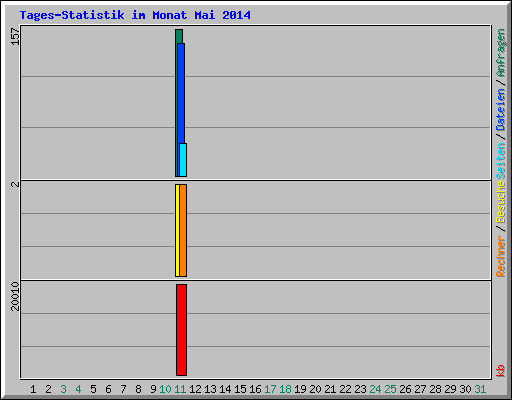 Tages-Statistik im Monat Mai 2014
157
2
20010
Rechner / Besuche Seiten / Dateien / Anfragen
kb
1 2 3 4 5 6 7 8 9 10 11 12 13 14 15 16 17 18 19 20 21 22 23 24 25 26 27 28 29 30 31